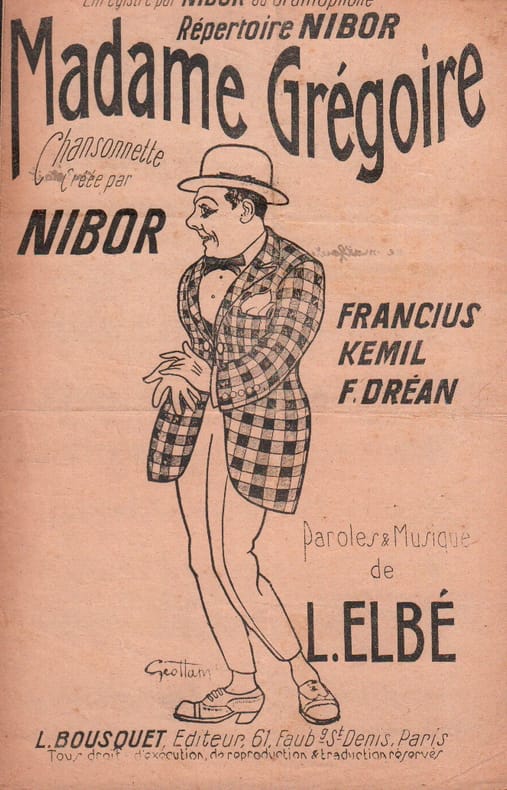 Enregistré par NIBOR au Gramophone
Répertoire NIBOR
Madame Grégoire
Chansonnette
Créée par
NIBOR
FRANCIUS
KEMIL
F. DRÉAN
Paroles & Musique
de
L. ELBÉ
L. BOUSQUET, Editeur, 61, Faubg St Denis, Paris
Tous droits d'exécution, de reproduction & traduction réservés